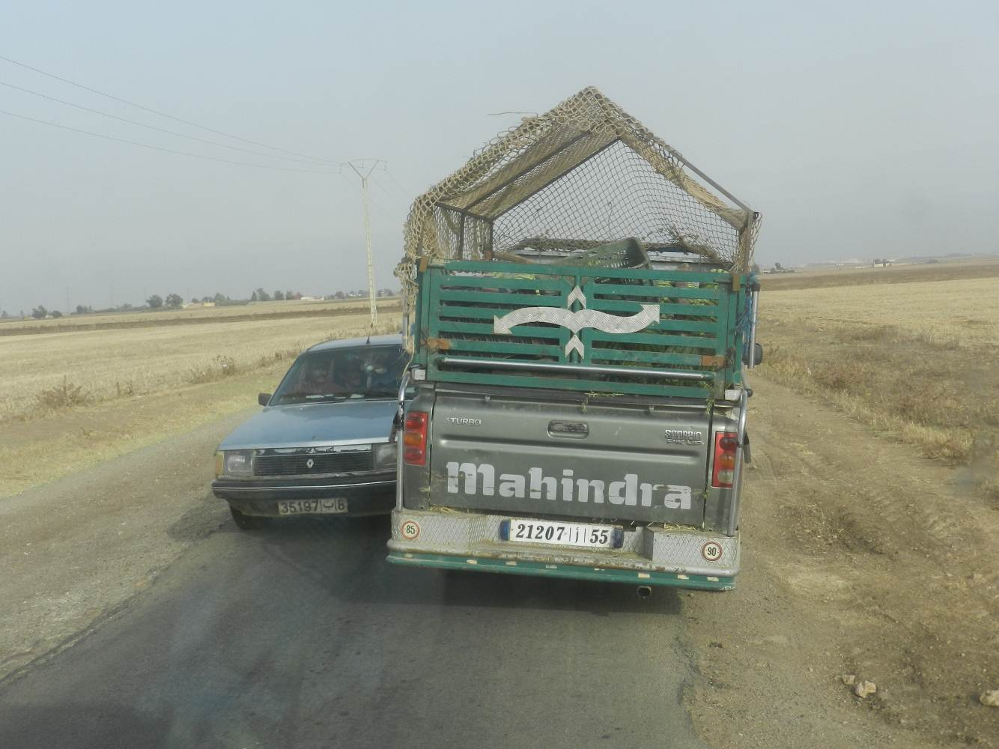 TURBO
SCORPIO
PIK UP
Mahindra
35197 ب 8
21207 أ 55
85
90